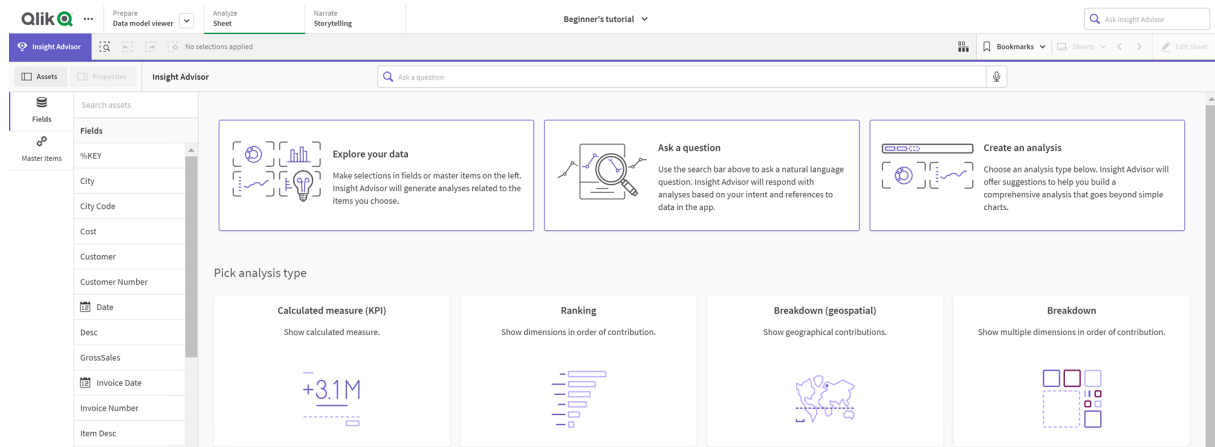 Qlik
Prepare
Data model viewer
Analyze
Sheet
Narrate
Storytelling
Beginner's tutorial
Ask Insight Advisor
Insight Advisor
No selections applied
Bookmarks
Sheets
Edit sheet
Assets
Properties
Insight Advisor
Ask a question
Fields
Master items
Search assets
Fields
%KEY
City
City Code
Cost
Customer
Customer Number
Date
Desc
GrossSales
Invoice Date
Invoice Number
Item Desc
Explore your data
Make selections in fields or master items on the left.
Insight Advisor will generate analyses related to the
items you choose.
Ask a question
Use the search bar above to ask a natural language
question. Insight Advisor will respond with
analyses based on your intent and references to
data in the app.
Create an analysis
Choose an analysis type below. Insight Advisor will
offer suggestions to help you build a
comprehensive analysis that goes beyond simple
charts.
Pick analysis type
Calculated measure (KPI)
Show calculated measure.
+3.1M
Ranking
Show dimensions in order of contribution.
Breakdown (geospatial)
Show geographical contributions.
Breakdown
Show multiple dimensions in order of contribution.